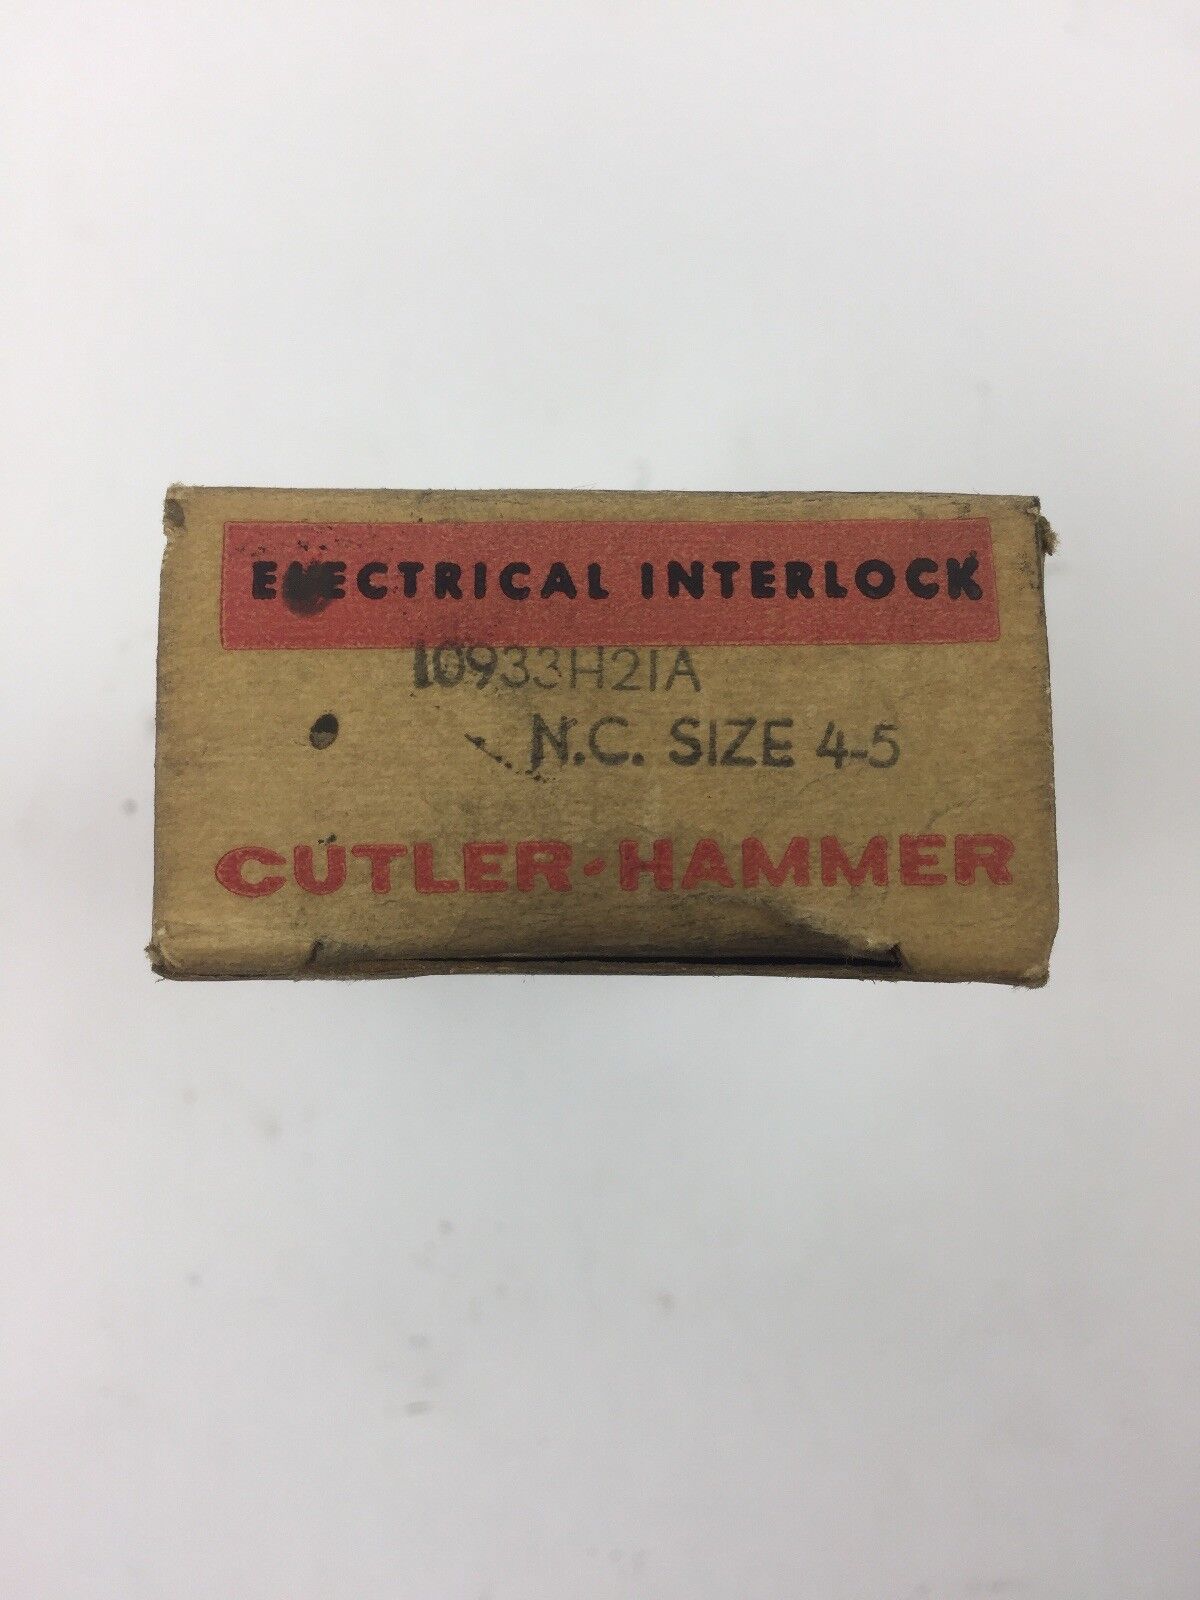 ELECTRICAL INTERLOCK
10933H21A
N.C. SIZE 4-5
CUTLER-HAMMER